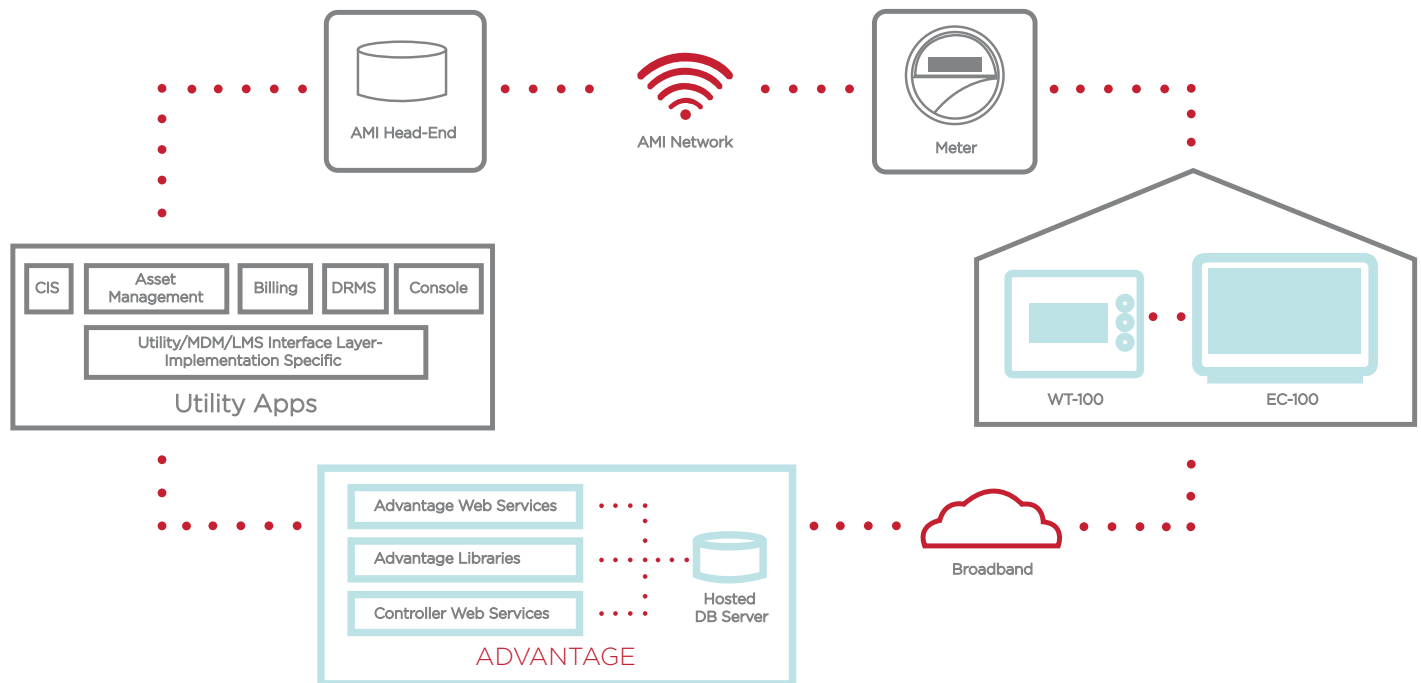 AMI Head-End
AMI Network
Meter
CIS
Asset
Management
Billing
DRMS
Console
Utility/MDM/LMS Interface Layer-
Implementation Specific
Utility Apps
WT-100
EC-100
Advantage Web Services
Advantage Libraries
Controller Web Services
Hosted
DB Server
ADVANTAGE
Broadband